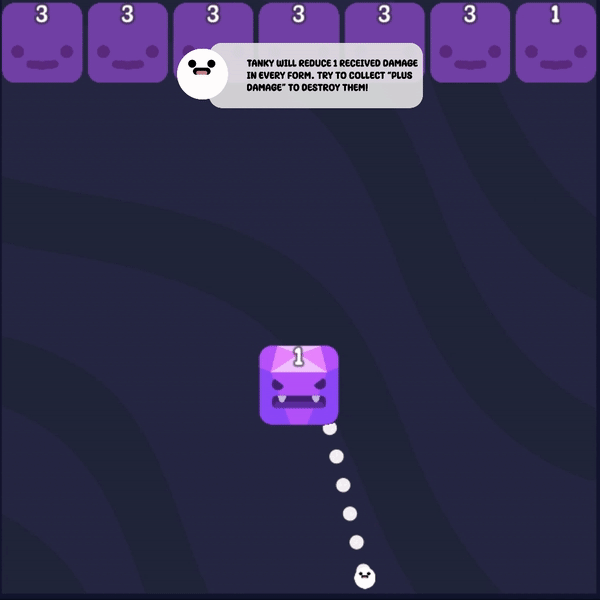 3 3 3 3 3 3 1
TANKY WILL REDUCE 1 RECEIVED DAMAGE
IN EVERY FORM. TRY TO COLLECT "PLUS
DAMAGE" TO DESTROY THEM!
1